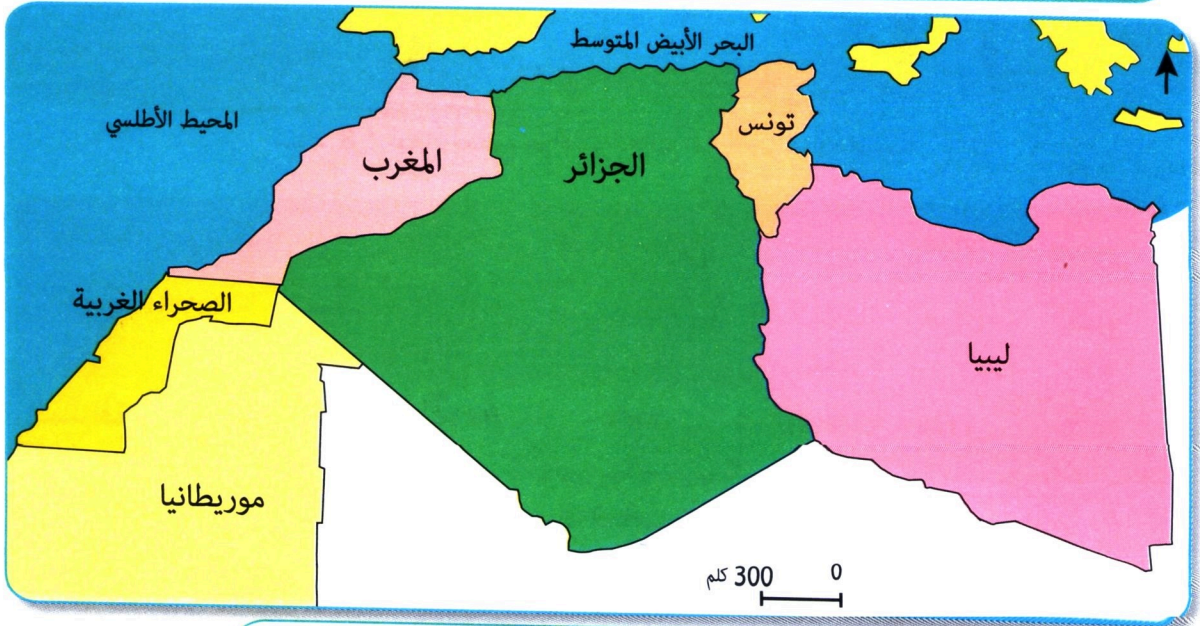 البحر الأبيض المتوسط
المحيط الأطلسي
تونس
المغرب
الجزائر
الصحراء الغربية
ليبيا
موريطانيا
300 كلم
0